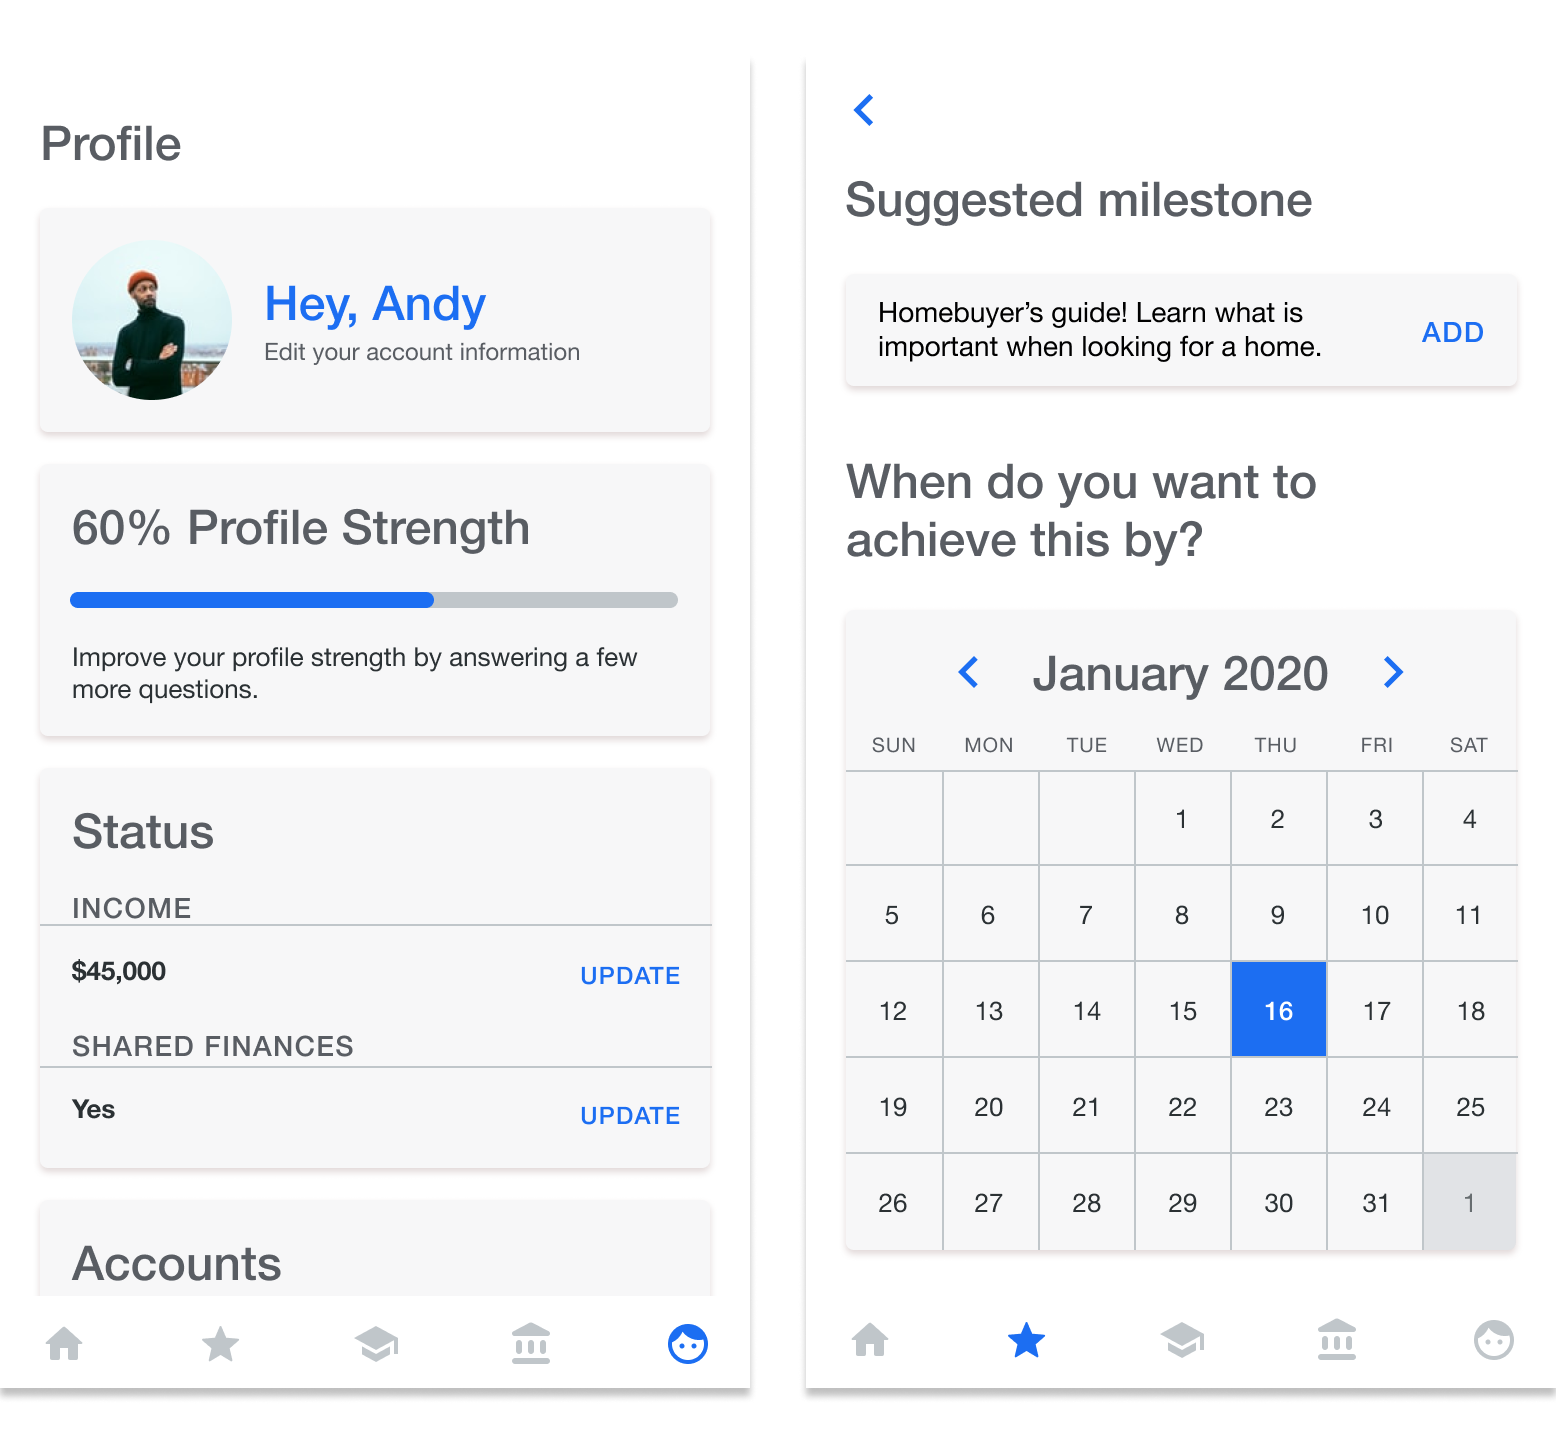 Profile
Hey, Andy
Edit your account information
60% Profile Strength
Improve your profile strength by answering a few
more questions.
Status
INCOME
$45,000 UPDATE
SHARED FINANCES
Yes UPDATE
Accounts
Suggested milestone
Homebuyer’s guide! Learn what is
important when looking for a home.
ADD
When do you want to
achieve this by?
January 2020
SUN MON TUE WED THU FRI SAT
1 2 3 4
5 6 7 8 9 10 11
12 13 14 15 16 17 18
19 20 21 22 23 24 25
26 27 28 29 30 31 1